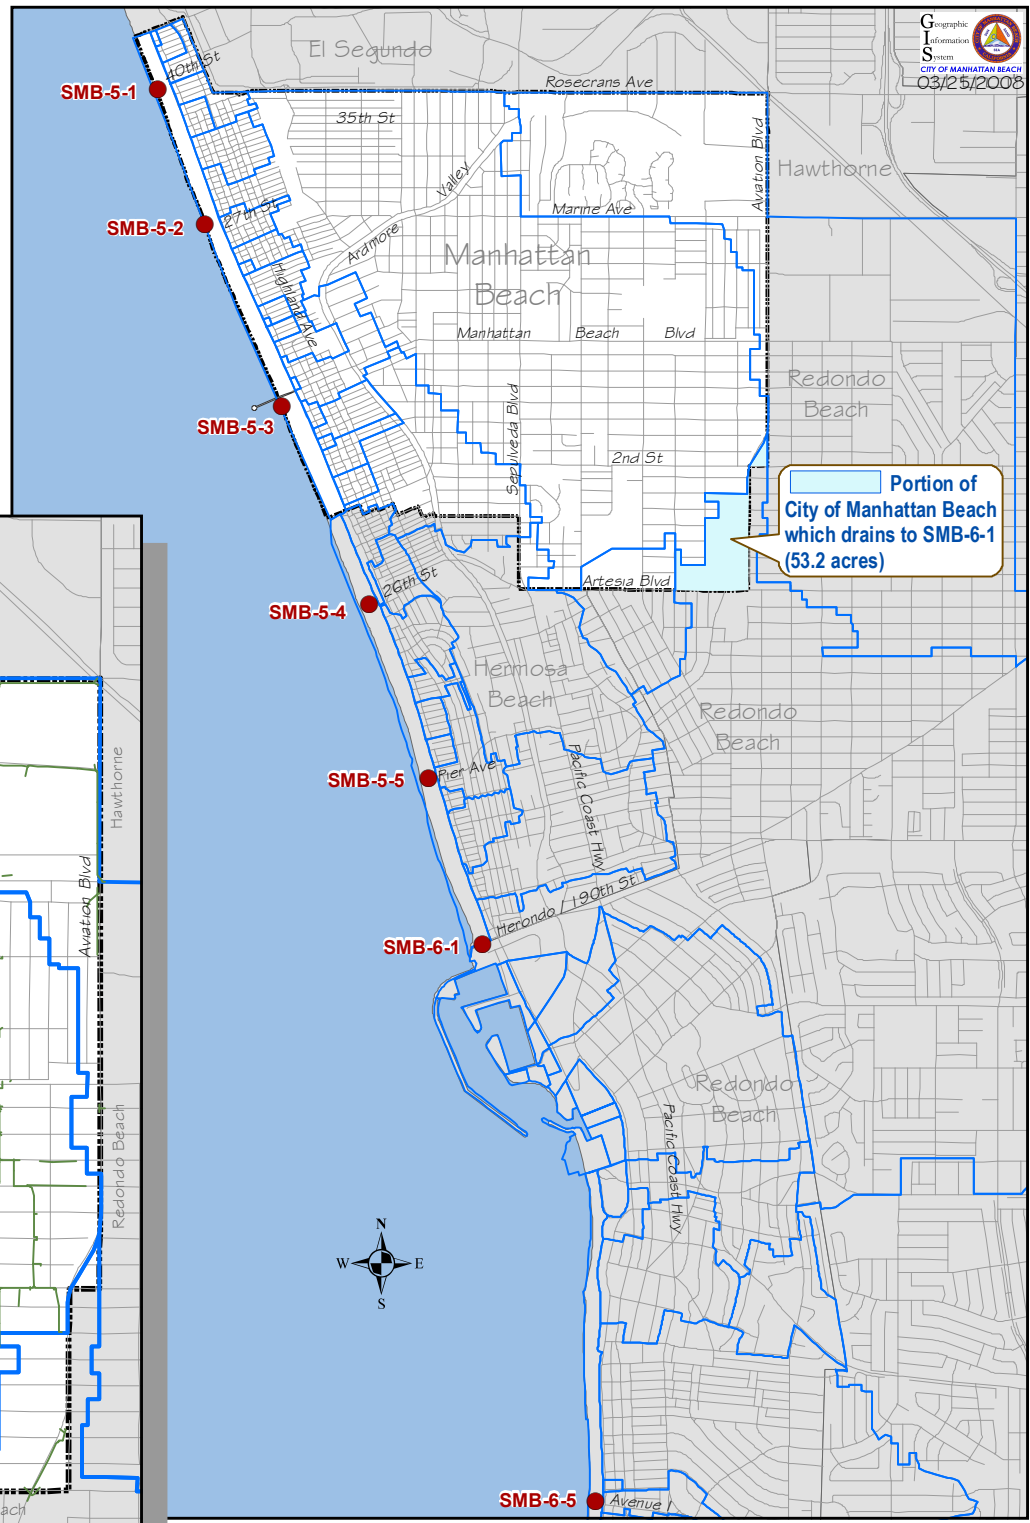 Geographic
Information
System
CITY OF MANHATTAN BEACH
03/25/2008
El Segundo
40th St
SMB-5-1
Rosecrans Ave
35th St
Aviation Blvd
Hawthorne
Valley
Marine Ave
27th St
SMB-5-2
Ardmore
Manhattan
Beach
Highland Ave
Manhattan Beach Blvd
Redondo
Beach
SMB-5-3
Sepulveda Blvd
2nd St
Portion of
City of Manhattan Beach
which drains to SMB-6-1
(53.2 acres)
Artesia Blvd
26th St
SMB-5-4
Hermosa
Beach
Redondo
Beach
Pier Ave
SMB-5-5
Pacific Coast Hwy
Hawthorne
Aviation Blvd
Herondo / 190th St
SMB-6-1
Redondo
Beach
Pacific Coast Hwy
Redondo Beach
N
W E
S
SMB-6-5
Avenue I
each